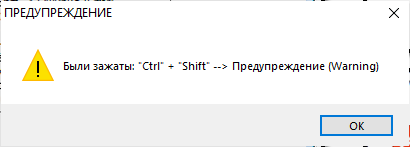 ПРЕДУПРЕЖДЕНИЕ
Были зажаты: "Ctrl" + "Shift" --> Предупреждение (Warning)
OK